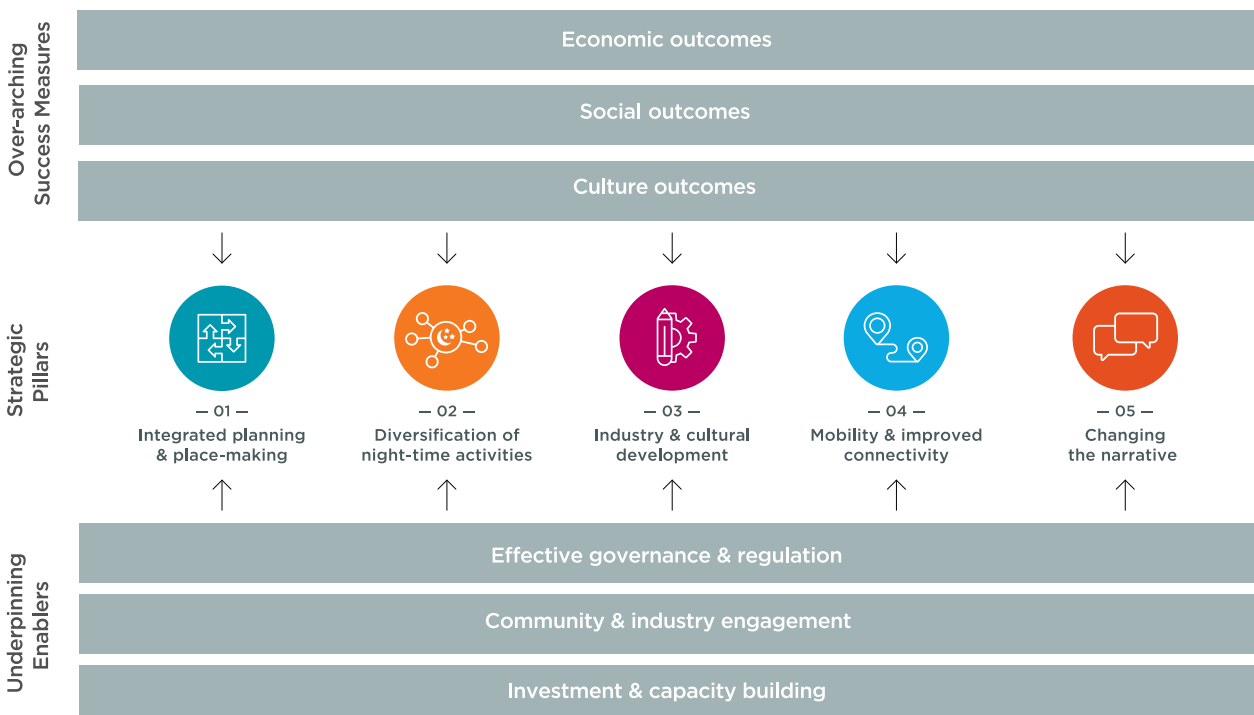 Over-arching
Success Measures
Economic outcomes
Social outcomes
Culture outcomes
Strategic
Pillars
— 01 —
Integrated planning
& place-making
— 02 —
Diversification of
night-time activities
— 03 —
Industry & cultural
development
— 04 —
Mobility & improved
connectivity
— 05 —
Changing
the narrative
Underpinning
Enablers
Effective governance & regulation
Community & industry engagement
Investment & capacity building